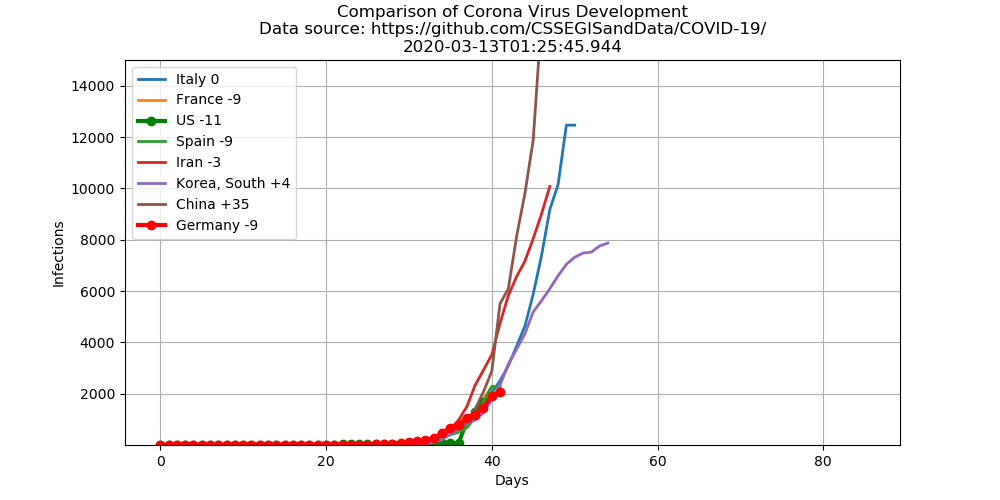 Comparison of Corona Virus Development
Data source: https://github.com/CSSEGISandData/COVID-19/
2020-03-13T01:25:45.944
Italy 0
France -9
US -11
Spain -9
Iran -3
Korea, South +4
China +35
Germany -9
14000
12000
10000
8000
6000
4000
2000
Infections
0
20
40
60
80
Days